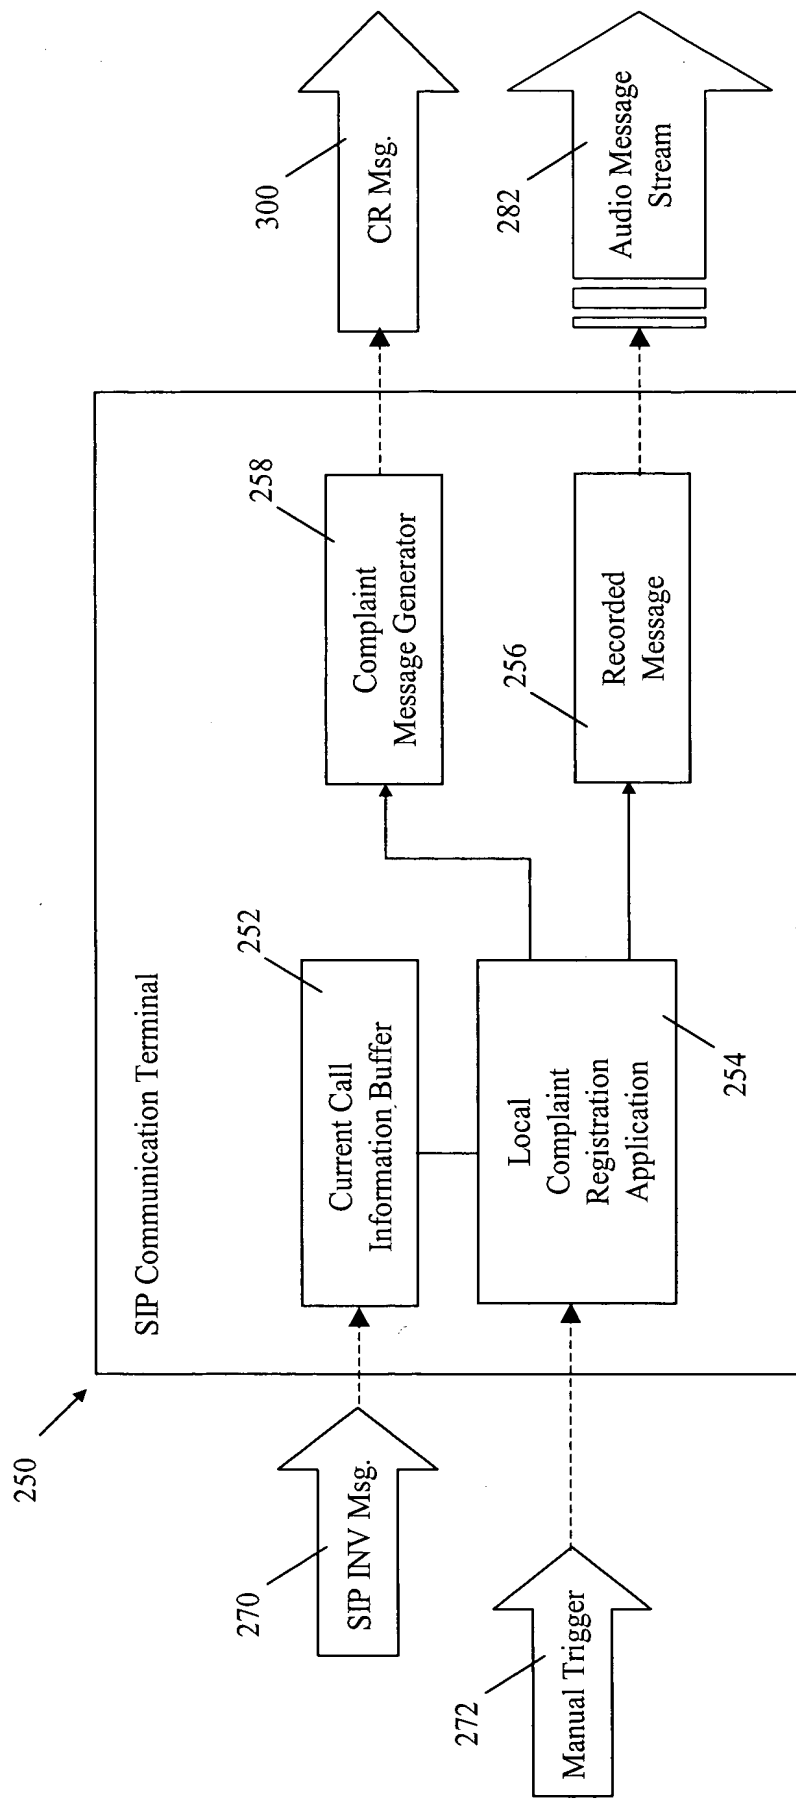 250
SIP Communication Terminal
270
SIP INV Msg.
252
Current Call
Information Buffer
258
Complaint
Message Generator
300
CR Msg.
272
Manual Trigger
Local
Complaint
Registration
Application
254
256
Recorded
Message
282
Audio Message
Stream